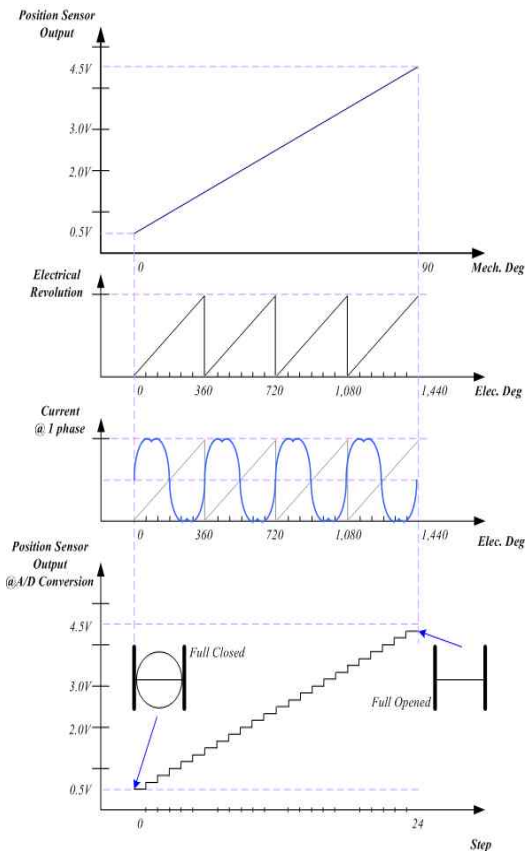 Position Sensor
Output
4.5V
3.0V
2.0V
0.5V
0
90
Mech. Deg
Electrical
Revolution
0
360
720
1,080
1,440
Elec. Deg
Current
@ 1 phase
0
360
720
1,080
1,440
Elec. Deg
Position Sensor
Output
@A/D Conversion
4.5V
Full Closed
3.0V
Full Opened
2.0V
0.5V
0
24
Step